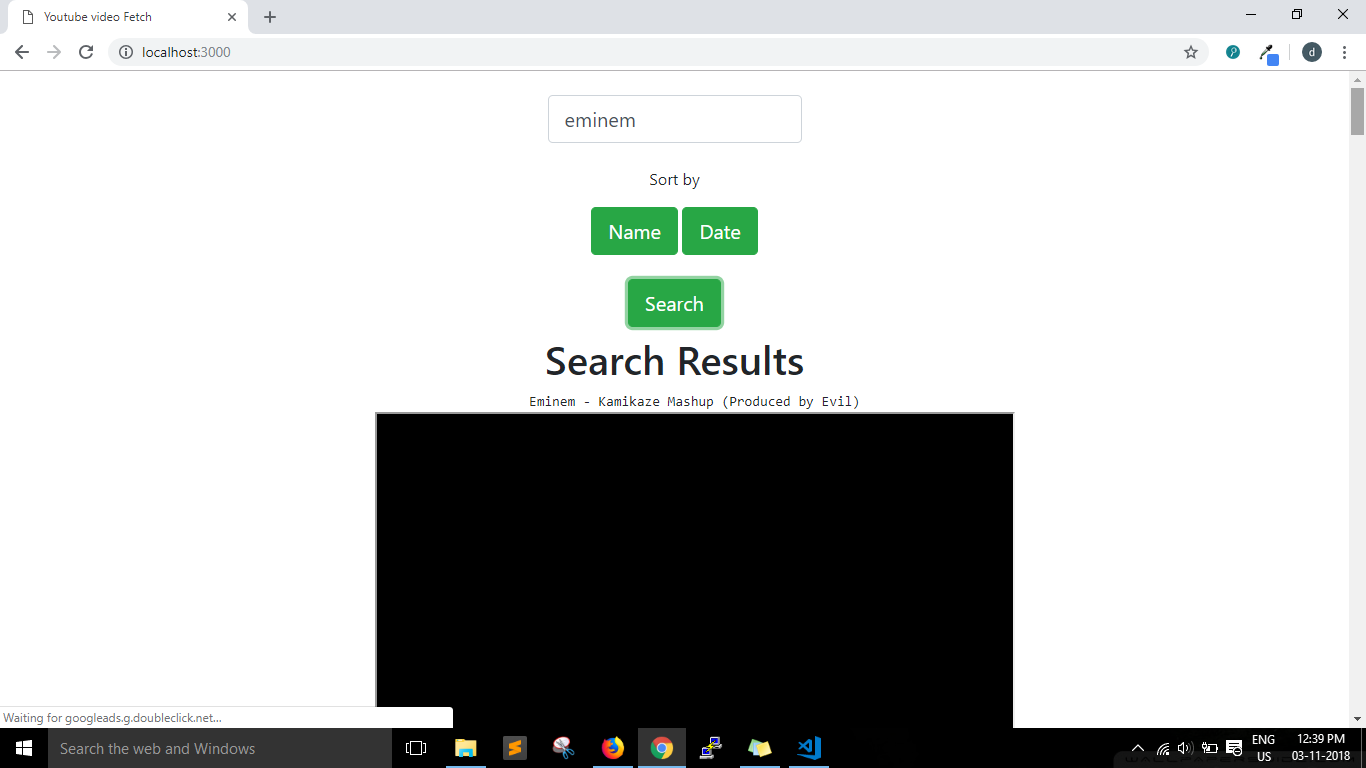 Youtube video Fetch
localhost:3000
d
eminem
Sort by
Name Date
Search
Search Results
Eminem - Kamikaze Mashup (Produced by Evil)
Waiting for googleads.g.doubleclick.net...
Search the web and Windows
ENG
US
12:39 PM
03-11-2018